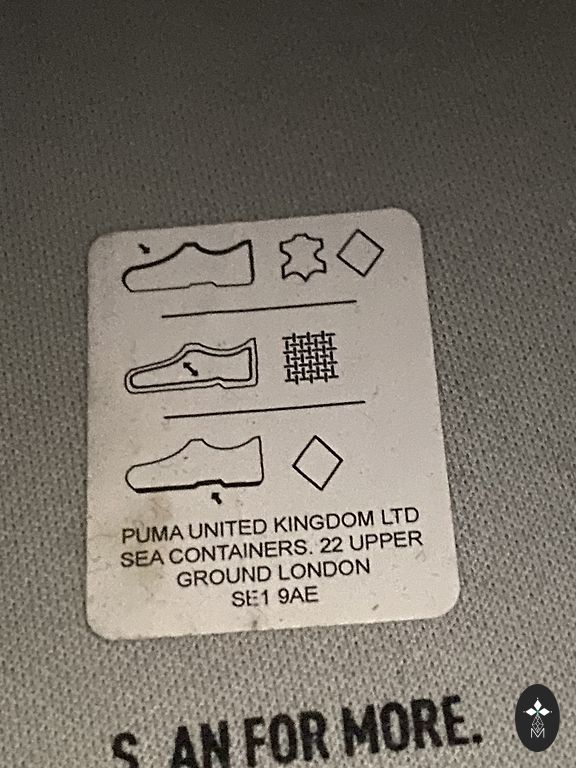 PUMA UNITED KINGDOM LTD
SEA CONTAINERS. 22 UPPER
GROUND LONDON
SE1 9AE
FOR MORE.